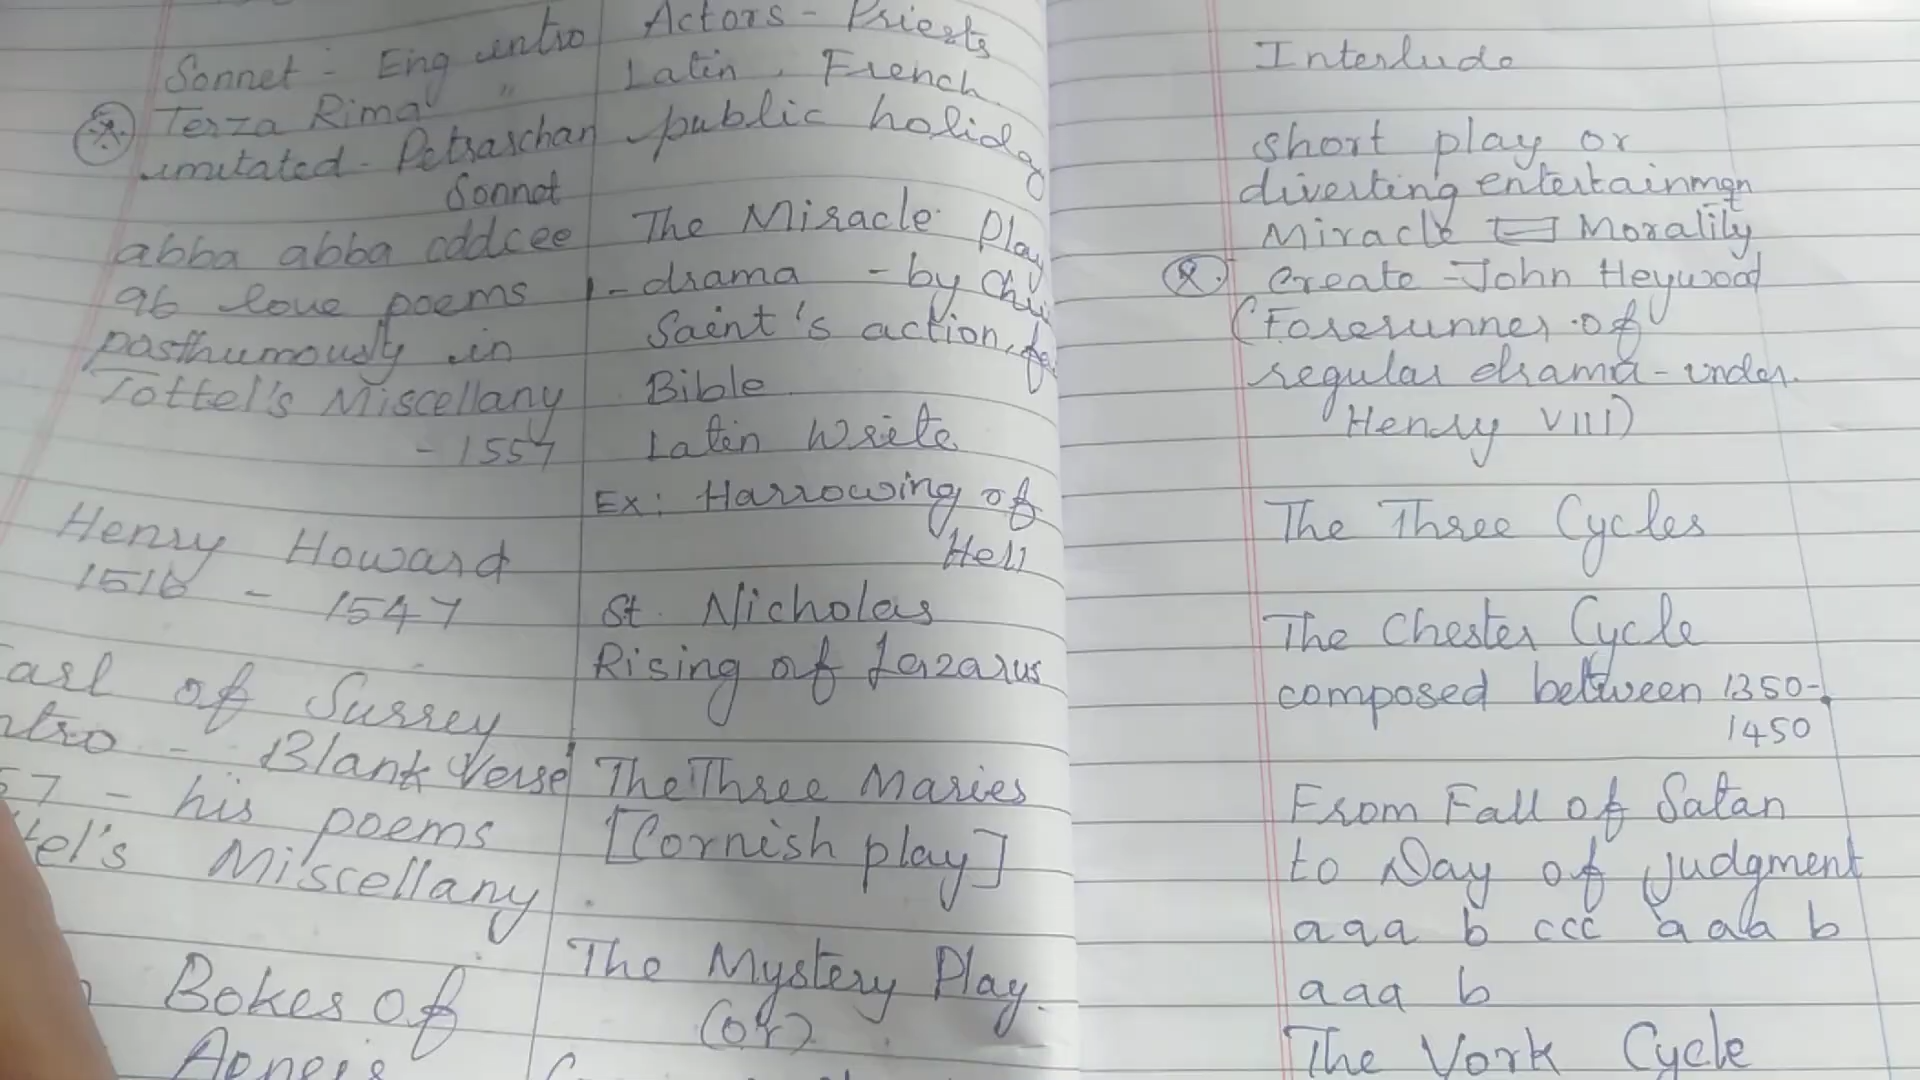 Sonnet - Eng intro
Terza Rima "
imitated - Petraschan
Sonnet
abba abba cddcee
96 love poems
posthumously in
Tottel's Miscellany
- 1557
Henry Howard
1516 - 1547
arl of Surrey
ntro - Blank Verse
57 - his poems
tel's Miscellany
Bokes of
Aeneis
Actors - Priests
Latin, French
public holiday
The Miracle Play
- drama - by
Saint's action,
Bible
Latin write
Ex: Harrowing of
Hell
St. Nicholas
Rising of Lazarus
The Three Maries
[Cornish play]
The Mystery Play
(or)
Interlude
short play or
diverting entertainmen
t
Miracle Morality
create - John Heywood
(Forerunner of
regular drama - under
Henry VIII)
The Three Cycles
The Chester Cycle
composed between 1350-
1450
From Fall of Satan
to Day of judgment
aaa b ccc aaa b
aaa b
The York Cycle